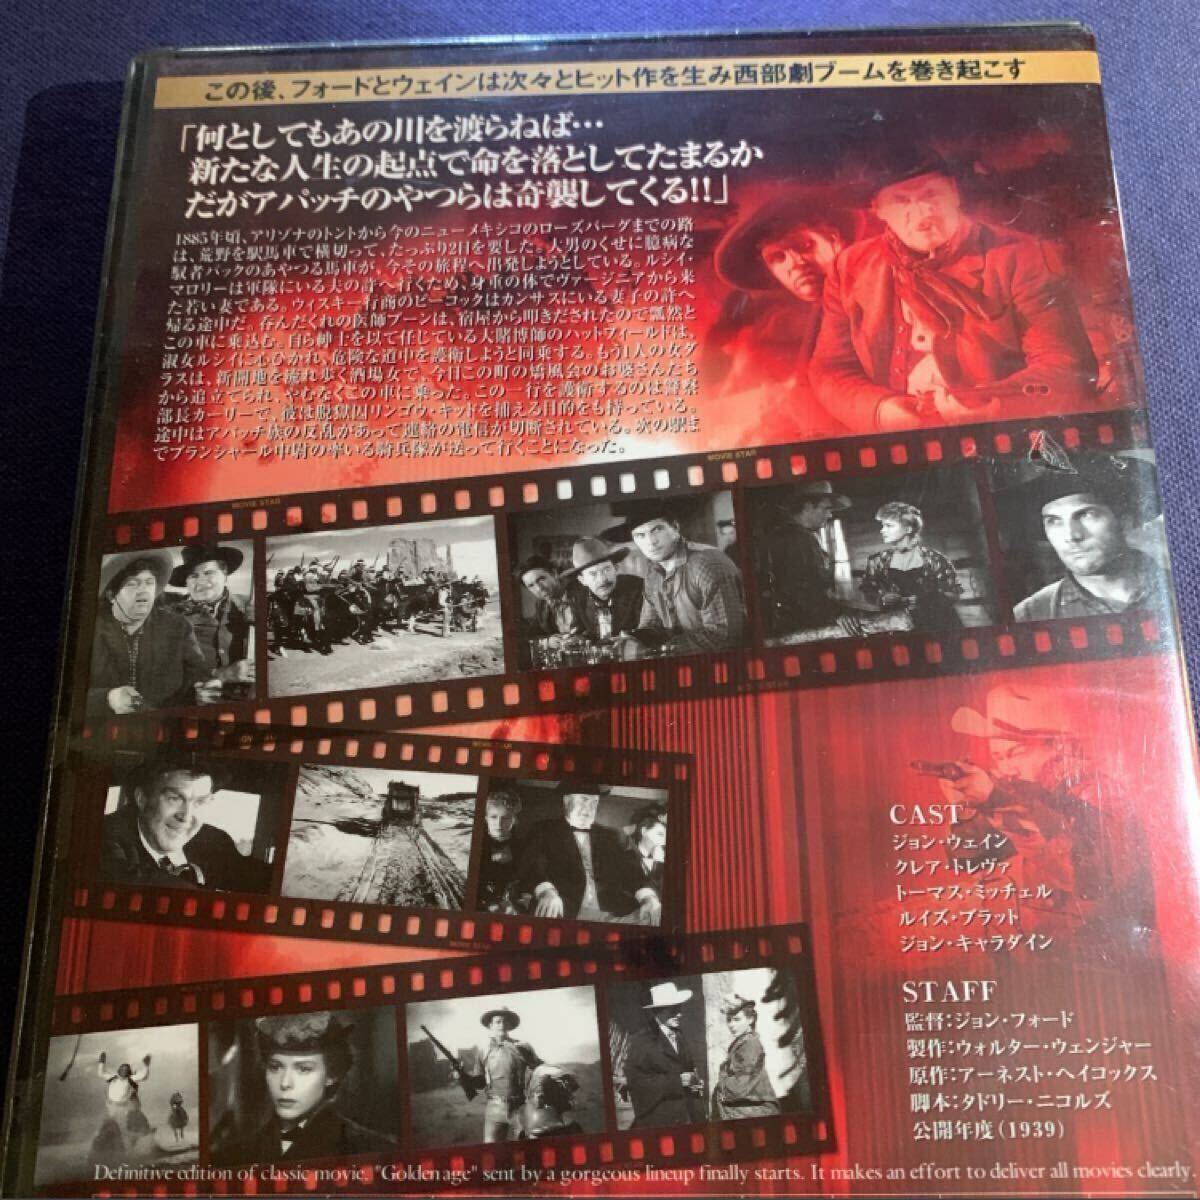 この後、フォードとウェインは次々とヒット作を生み西部劇ブームを巻き起こす
「何としてもあの川を渡らねば…
新たな人生の起点で命を落としてたまるか
だがアパッチのやつらは奇襲してくる!!」
1885年頃、アリゾナのトントから今のニューメキシコのローズバーグまでの路
は、荒野を駅馬車で横切って、たっぷり2日を要した。大男のくせに臆病な
馭者バックのあやつる馬車が、今その旅程へ出発しようとしている。ルシイ・
マロリーは軍隊にいる夫の許へ行くため、身重の体でヴァージニアから来
た若い妻である。ウィスキー行商のピーコックはカンサスにいる妻子の許へ
帰る途中だ。呑んだくれの医師ブーンは、宿屋から叩きだされたので瓢然と
この車に乗込む。自ら紳士を以て任じている大賭博師のハットフィールドは、
淑女ルシイに心ひかれ、危険な道中を護衛しようと同乗する。もう1人の女ダ
ラスは、新開地を流れ歩く酒場女で、今日この町の矯風会のお婆さんたち
から追立てられ、やむなくこの車に乗った。この一行を護衛するのは警察
部長カーリーで、彼は脱獄囚リンゴウ・キッドを捕える目的をも持っている。
途中はアパッチ族の反乱があって連絡の電信が切断されている。次の駅ま
でブランシャール中尉の率いる騎兵隊が送って行くことになった。
MOVIE STAR
MOVIE STAR
MOVIE STAR
MOVIE STAR
MOVIE STAR
CAST
ジョン・ウェイン
クレア・トレヴァ
トーマス・ミッチェル
ルイズ・プラット
ジョン・キャラダイン
STAFF
監督:ジョン・フォード
製作:ウォルター・ウェンジャー
原作:アーネスト・ヘイコックス
脚本:タドリー・ニコルズ
公開年度(1939)
Definitive edition of classic movie. "Golden age" sent by a gorgeous lineup finally starts. It makes an effort to deliver all movies clearly.